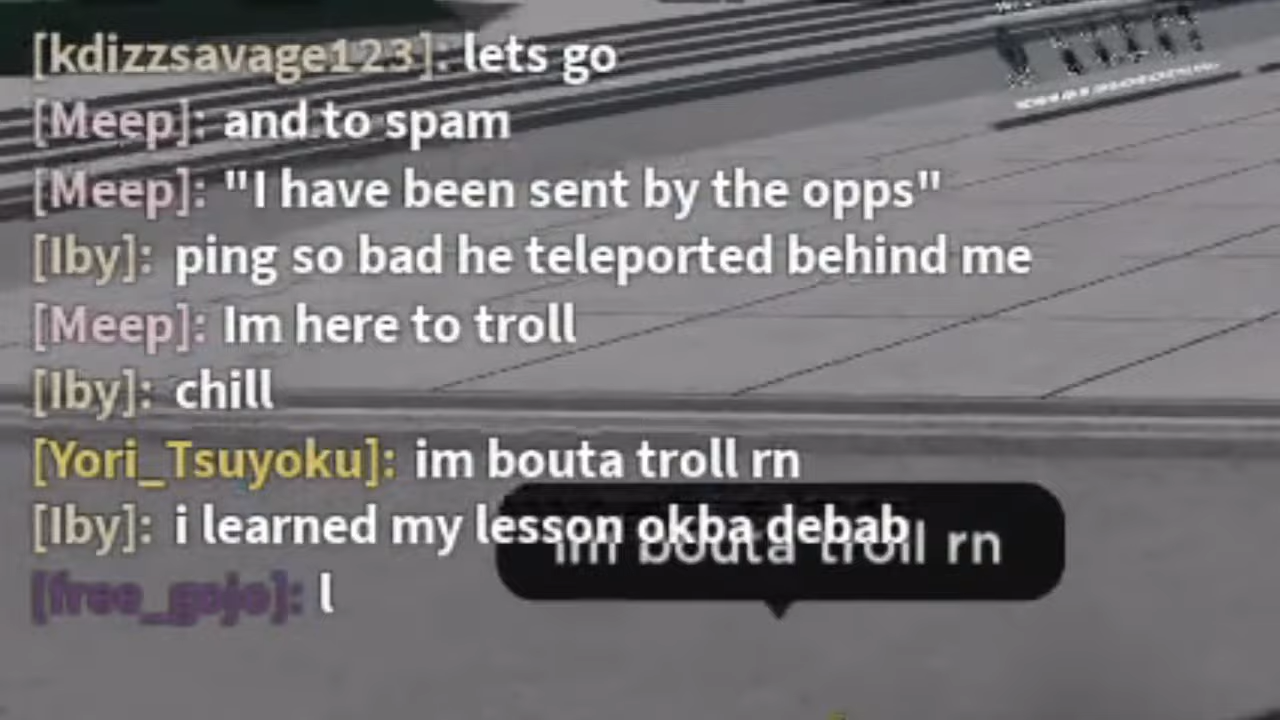 [kdizzsavage123]: lets go
[Meep]: and to spam
[Meep]: "I have been sent by the opps"
[Iby]: ping so bad he teleported behind me
[Meep]: Im here to troll
[Iby]: chill
[Yori_Tsuyoku]: im bouta troll rn
[Iby]: i learned my lesson okba debab
im bouta troll rn
[free_gojo]: l